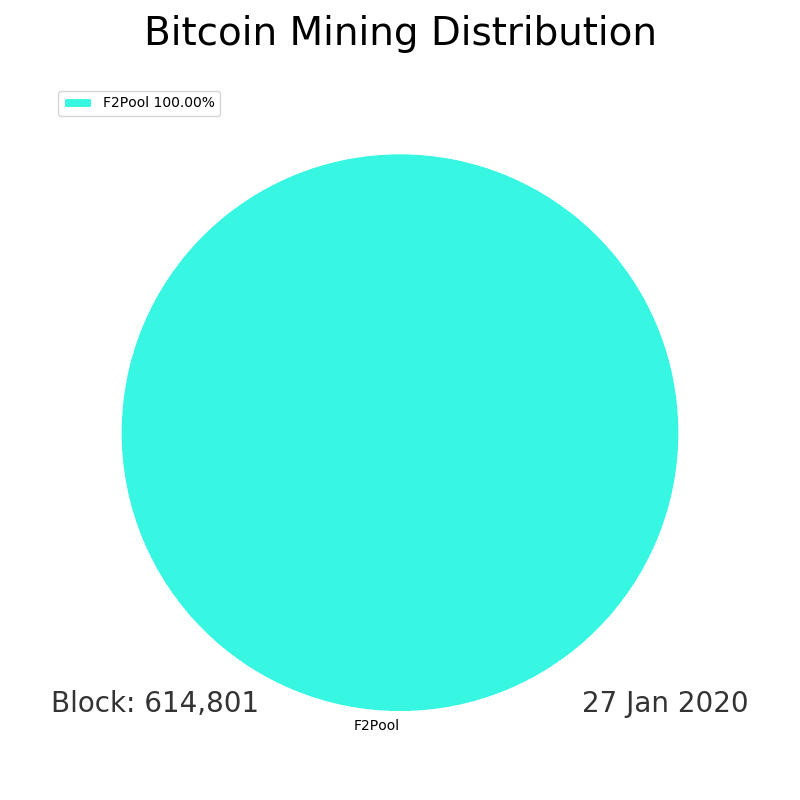 Bitcoin Mining Distribution
F2Pool 100.00%
Block: 614,801
27 Jan 2020
F2Pool